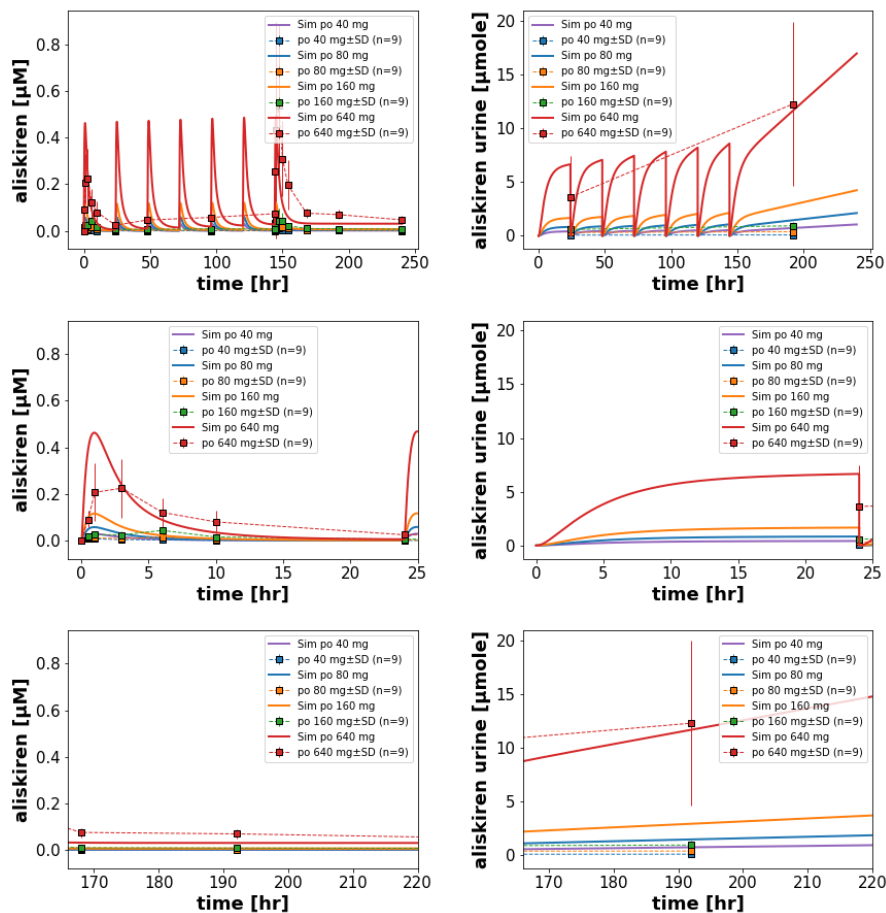 aliskiren [µM]
0.8
0.6
0.4
0.2
0.0
Sim po 40 mg
po 40 mg±SD (n=9)
Sim po 80 mg
po 80 mg±SD (n=9)
Sim po 160 mg
po 160 mg±SD (n=9)
Sim po 640 mg
po 640 mg±SD (n=9)
0 50 100 150 200 250
time [hr]
aliskiren urine [µmole]
20
15
10
5
0
Sim po 40 mg
po 40 mg±SD (n=9)
Sim po 80 mg
po 80 mg±SD (n=9)
Sim po 160 mg
po 160 mg±SD (n=9)
Sim po 640 mg
po 640 mg±SD (n=9)
0 50 100 150 200 250
time [hr]
aliskiren [µM]
0.8
0.6
0.4
0.2
0.0
Sim po 40 mg
po 40 mg±SD (n=9)
Sim po 80 mg
po 80 mg±SD (n=9)
Sim po 160 mg
po 160 mg±SD (n=9)
Sim po 640 mg
po 640 mg±SD (n=9)
0 5 10 15 20 25
time [hr]
aliskiren urine [µmole]
20
15
10
5
0
Sim po 40 mg
po 40 mg±SD (n=9)
Sim po 80 mg
po 80 mg±SD (n=9)
Sim po 160 mg
po 160 mg±SD (n=9)
Sim po 640 mg
po 640 mg±SD (n=9)
0 5 10 15 20 25
time [hr]
aliskiren [µM]
0.8
0.6
0.4
0.2
0.0
Sim po 40 mg
po 40 mg±SD (n=9)
Sim po 80 mg
po 80 mg±SD (n=9)
Sim po 160 mg
po 160 mg±SD (n=9)
Sim po 640 mg
po 640 mg±SD (n=9)
170 180 190 200 210 220
time [hr]
aliskiren urine [µmole]
20
15
10
5
0
Sim po 40 mg
po 40 mg±SD (n=9)
Sim po 80 mg
po 80 mg±SD (n=9)
Sim po 160 mg
po 160 mg±SD (n=9)
Sim po 640 mg
po 640 mg±SD (n=9)
170 180 190 200 210 220
time [hr]